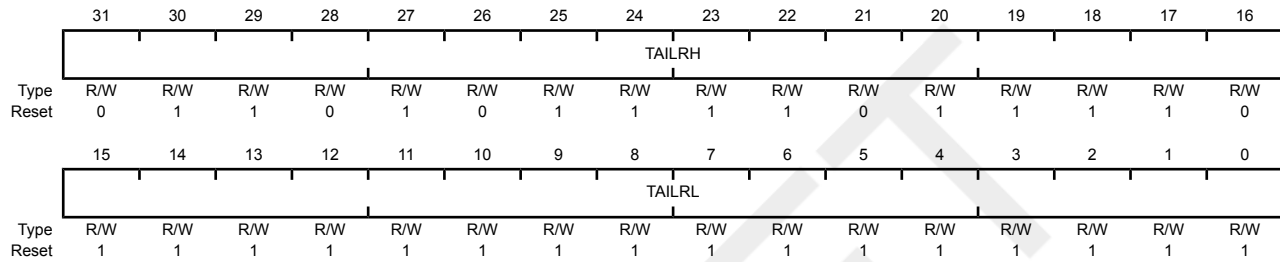 31 30 29 28 27 26 25 24 23 22 21 20 19 18 17 16
TAILRH
Type R/W R/W R/W R/W R/W R/W R/W R/W R/W R/W R/W R/W R/W R/W R/W R/W
Reset 0 1 1 0 1 0 1 1 1 1 0 1 1 1 1 0
15 14 13 12 11 10 9 8 7 6 5 4 3 2 1 0
TAILRL
Type R/W R/W R/W R/W R/W R/W R/W R/W R/W R/W R/W R/W R/W R/W R/W R/W
Reset 1 1 1 1 1 1 1 1 1 1 1 1 1 1 1 1